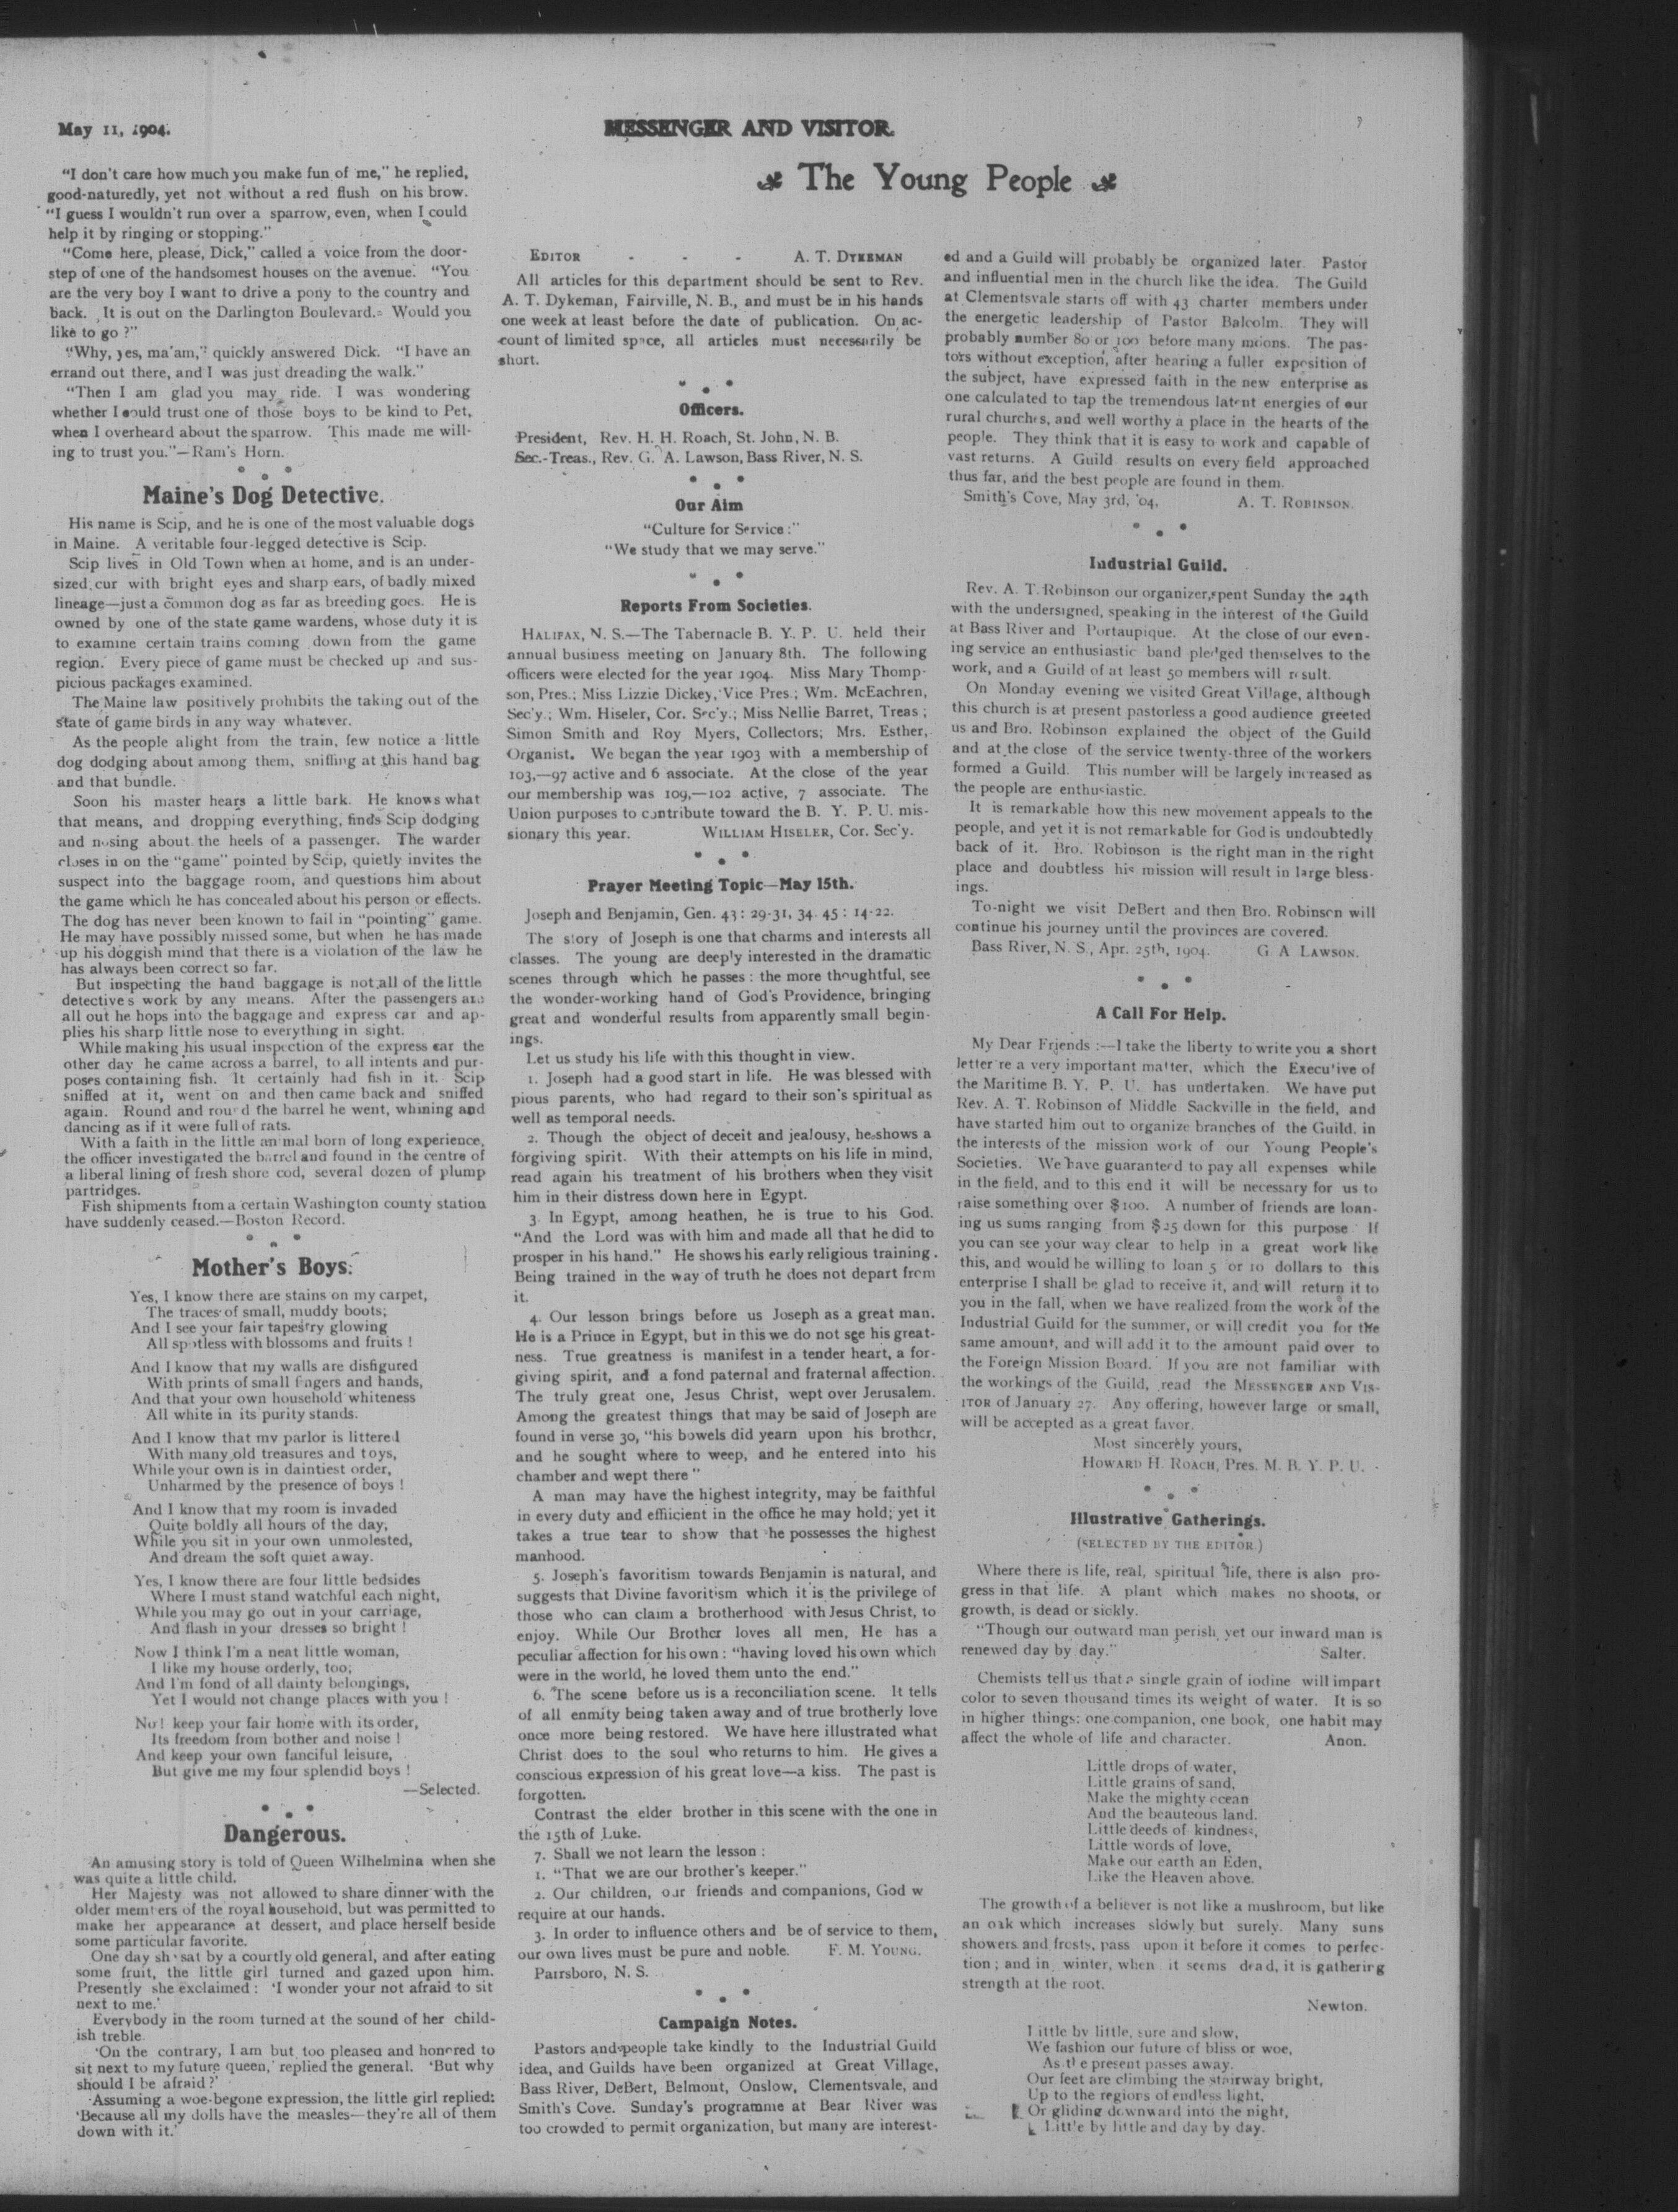 May 11, 1904.
MESSENGER AND VISITOR.
"I don't care how much you make fun of me," he replied,
good-naturedly, yet not without a red flush on his brow.
"I guess I wouldn't run over a sparrow, even, when I could
help it by ringing or stopping."
"Come here, please, Dick," called a voice from the door-
step of one of the handsomest houses on the avenue. "You
are the very boy I want to drive a pony to the country and
back. It is out on the Darlington Boulevard. Would you
like to go ?"
"Why, yes, ma'am," quickly answered Dick. "I have an
errand out there, and I was just dreading the walk."
"Then I am glad you may ride. I was wondering
whether I could trust one of those boys to be kind to Pet,
when I overheard about the sparrow. This made me will-
ing to trust you."—Ram's Horn.
Maine's Dog Detective.
His name is Scip, and he is one of the most valuable dogs
in Maine. A veritable four-legged detective is Scip.
Scip lives in Old Town when at home, and is an under-
sized cur with bright eyes and sharp ears, of badly mixed
lineage—just a common dog as far as breeding goes. He is
owned by one of the state game wardens, whose duty it is
to examine certain trains coming down from the game
region. Every piece of game must be checked up and sus-
picious packages examined.
The Maine law positively prohibits the taking out of the
state of game birds in any way whatever.
As the people alight from the train, few notice a little
dog dodging about among them, sniffing at this hand bag
and that bundle.
Soon his master hears a little bark. He knows what
that means, and dropping everything, finds Scip dodging
and nosing about the heels of a passenger. The warder
closes in on the "game" pointed by Scip, quietly invites the
suspect into the baggage room, and questions him about
the game which he has concealed about his person or effects.
The dog has never been known to fail in "pointing" game.
He may have possibly missed some, but when he has made
up his doggish mind that there is a violation of the law he
has always been correct so far.
But inspecting the hand baggage is not all of the little
detective s work by any means. After the passengers are
all out he hops into the baggage and express car and ap-
plies his sharp little nose to everything in sight.
While making his usual inspection of the express car the
other day he came across a barrel, to all intents and pur-
poses containing fish. It certainly had fish in it. Scip
sniffed at it, went on and then came back and sniffed
again. Round and round the barrel he went, whining and
dancing as if it were full of rats.
With a faith in the little animal born of long experience,
the officer investigated the barrel and found in the centre of
a liberal lining of fresh shore cod, several dozen of plump
partridges.
Fish shipments from a certain Washington county station
have suddenly ceased.—Boston Record.
Mother's Boys.
Yes, I know there are stains on my carpet,
The traces of small, muddy boots;
And I see your fair tapestry glowing
All spotless with blossoms and fruits !
And I know that my walls are disfigured
With prints of small fingers and hands,
And that your own household whiteness
All white in its purity stands.
And I know that my parlor is littered
With many old treasures and toys,
While your own is in daintiest order,
Unharmed by the presence of boys !
And I know that my room is invaded
Quite boldly all hours of the day,
While you sit in your own unmolested,
And dream the soft quiet away.
Yes, I know there are four little bedsides
Where I must stand watchful each night,
While you may go out in your carriage,
And flash in your dresses so bright !
Now I think I'm a neat little woman,
I like my house orderly, too;
And I'm fond of all dainty belongings,
Yet I would not change places with you !
No! keep your fair home with its order,
Its freedom from bother and noise !
And keep your own fanciful leisure,
But give me my four splendid boys !
—Selected.
Dangerous.
An amusing story is told of Queen Wilhelmina when she
was quite a little child.
Her Majesty was not allowed to share dinner with the
older members of the royal household, but was permitted to
make her appearance at dessert, and place herself beside
some particular favorite.
One day she sat by a courtly old general, and after eating
some fruit, the little girl turned and gazed upon him.
Presently she exclaimed : 'I wonder your not afraid to sit
next to me.'
Everybody in the room turned at the sound of her child-
ish treble.
'On the contrary, I am but too pleased and honored to
sit next to my future queen,' replied the general. 'But why
should I be afraid ?'
Assuming a woe-begone expression, the little girl replied:
'Because all my dolls have the measles—they're all of them
down with it.'
The Young People
EDITOR - - - A. T. DYKEMAN
All articles for this department should be sent to Rev.
A. T. Dykeman, Fairville, N. B., and must be in his hands
one week at least before the date of publication. On ac-
count of limited space, all articles must necessarily be
short.
Officers.
President, Rev. H. H. Roach, St. John, N. B.
Sec.-Treas., Rev. G. A. Lawson, Bass River, N. S.
Our Aim
"Culture for Service :"
"We study that we may serve."
Reports From Societies.
HALIFAX, N. S.—The Tabernacle B. Y. P. U. held their
annual business meeting on January 8th. The following
officers were elected for the year 1904. Miss Mary Thomp-
son, Pres.; Miss Lizzie Dickey, Vice Pres.; Wm. McEachren,
Sec'y.; Wm. Hiseler, Cor. Sec'y.; Miss Nellie Barret, Treas ;
Simon Smith and Roy Myers, Collectors; Mrs. Esther,
Organist. We began the year 1903 with a membership of
103,—97 active and 6 associate. At the close of the year
our membership was 109,—102 active, 7 associate. The
Union purposes to contribute toward the B. Y. P. U. mis-
sionary this year. WILLIAM HISELER, Cor. Sec'y.
Prayer Meeting Topic—May 15th.
Joseph and Benjamin, Gen. 43 : 29-31, 34. 45 : 14-22.
The story of Joseph is one that charms and interests all
classes. The young are deeply interested in the dramatic
scenes through which he passes : the more thoughtful, see
the wonder-working hand of God's Providence, bringing
great and wonderful results from apparently small begin-
ings.
Let us study his life with this thought in view.
1. Joseph had a good start in life. He was blessed with
pious parents, who had regard to their son's spiritual as
well as temporal needs.
2. Though the object of deceit and jealousy, he shows a
forgiving spirit. With their attempts on his life in mind,
read again his treatment of his brothers when they visit
him in their distress down here in Egypt.
3. In Egypt, among heathen, he is true to his God.
"And the Lord was with him and made all that he did to
prosper in his hand." He shows his early religious training.
Being trained in the way of truth he does not depart from
it.
4. Our lesson brings before us Joseph as a great man.
He is a Prince in Egypt, but in this we do not see his great-
ness. True greatness is manifest in a tender heart, a for-
giving spirit, and a fond paternal and fraternal affection.
The truly great one, Jesus Christ, wept over Jerusalem.
Among the greatest things that may be said of Joseph are
found in verse 30, "his bowels did yearn upon his brother,
and he sought where to weep, and he entered into his
chamber and wept there "
A man may have the highest integrity, may be faithful
in every duty and effiicient in the office he may hold; yet it
takes a true tear to show that he possesses the highest
manhood.
5. Joseph's favoritism towards Benjamin is natural, and
suggests that Divine favoritism which it is the privilege of
those who can claim a brotherhood with Jesus Christ, to
enjoy. While Our Brother loves all men, He has a
peculiar affection for his own : "having loved his own which
were in the world, he loved them unto the end."
6. The scene before us is a reconciliation scene. It tells
of all enmity being taken away and of true brotherly love
once more being restored. We have here illustrated what
Christ does to the soul who returns to him. He gives a
conscious expression of his great love—a kiss. The past is
forgotten.
Contrast the elder brother in this scene with the one in
the 15th of Luke.
7. Shall we not learn the lesson :
1. "That we are our brother's keeper."
2. Our children, our friends and companions, God w
require at our hands.
3. In order to influence others and be of service to them,
our own lives must be pure and noble. F. M. YOUNG.
Parrsboro, N. S.
Campaign Notes.
Pastors and people take kindly to the Industrial Guild
idea, and Guilds have been organized at Great Village,
Bass River, DeBert, Belmont, Onslow, Clementsvale, and
Smith's Cove. Sunday's programme at Bear River was
too crowded to permit organization, but many are interest-
ed and a Guild will probably be organized later. Pastor
and influential men in the church like the idea. The Guild
at Clementsvale starts off with 43 charter members under
the energetic leadership of Pastor Balcolm. They will
probably number 80 or 100 before many moons. The pas-
tors without exception, after hearing a fuller exposition of
the subject, have expressed faith in the new enterprise as
one calculated to tap the tremendous latent energies of our
rural churches, and well worthy a place in the hearts of the
people. They think that it is easy to work and capable of
vast returns. A Guild results on every field approached
thus far, and the best people are found in them.
Smith's Cove, May 3rd, '04. A. T. ROBINSON.
Industrial Guild.
Rev. A. T. Robinson our organizer, spent Sunday the 24th
with the undersigned, speaking in the interest of the Guild
at Bass River and Portaupique. At the close of our even-
ing service an enthusiastic band pledged themselves to the
work, and a Guild of at least 50 members will result.
On Monday evening we visited Great Village, although
this church is at present pastorless a good audience greeted
us and Bro. Robinson explained the object of the Guild
and at the close of the service twenty-three of the workers
formed a Guild. This number will be largely increased as
the people are enthusiastic.
It is remarkable how this new movement appeals to the
people, and yet it is not remarkable for God is undoubtedly
back of it. Bro. Robinson is the right man in the right
place and doubtless his mission will result in large bless-
ings.
To-night we visit DeBert and then Bro. Robinson will
continue his journey until the provinces are covered.
Bass River, N. S., Apr. 25th, 1904. G. A LAWSON.
A Call For Help.
My Dear Friends :—I take the liberty to write you a short
letter re a very important matter, which the Executive of
the Maritime B. Y. P. U. has undertaken. We have put
Rev. A. T. Robinson of Middle Sackville in the field, and
have started him out to organize branches of the Guild. in
the interests of the mission work of our Young People's
Societies. We have guaranteed to pay all expenses while
in the field, and to this end it will be necessary for us to
raise something over $100. A number of friends are loan-
ing us sums ranging from $25 down for this purpose. If
you can see your way clear to help in a great work like
this, and would be willing to loan 5 or 10 dollars to this
enterprise I shall be glad to receive it, and will return it to
you in the fall, when we have realized from the work of the
Industrial Guild for the summer, or will credit you for the
same amount, and will add it to the amount paid over to
the Foreign Mission Board. If you are not familiar with
the workings of the Guild, read the MESSENGER AND VIS-
ITOR of January 27. Any offering, however large or small,
will be accepted as a great favor.
Most sincerely yours,
HOWARD H. ROACH, Pres. M. B. Y. P. U.
Illustrative Gatherings.
(SELECTED BY THE EDITOR.)
Where there is life, real, spiritual life, there is also pro-
gress in that life. A plant which makes no shoots, or
growth, is dead or sickly.
"Though our outward man perish, yet our inward man is
renewed day by day." Salter.
Chemists tell us that a single grain of iodine will impart
color to seven thousand times its weight of water. It is so
in higher things: one companion, one book, one habit may
affect the whole of life and character. Anon.
Little drops of water,
Little grains of sand,
Make the mighty ocean
And the beauteous land.
Little deeds of kindness,
Little words of love,
Make our earth an Eden,
Like the Heaven above.
The growth of a believer is not like a mushroom, but like
an oak which increases slowly but surely. Many suns
showers and frosts, pass upon it before it comes to perfec-
tion ; and in winter, when it seems dead, it is gathering
strength at the root.
Newton.
Little by little, sure and slow,
We fashion our future of bliss or woe,
As the present passes away.
Our feet are climbing the stairway bright,
Up to the regions of endless light,
Or gliding downward into the night,
Little by little and day by day.